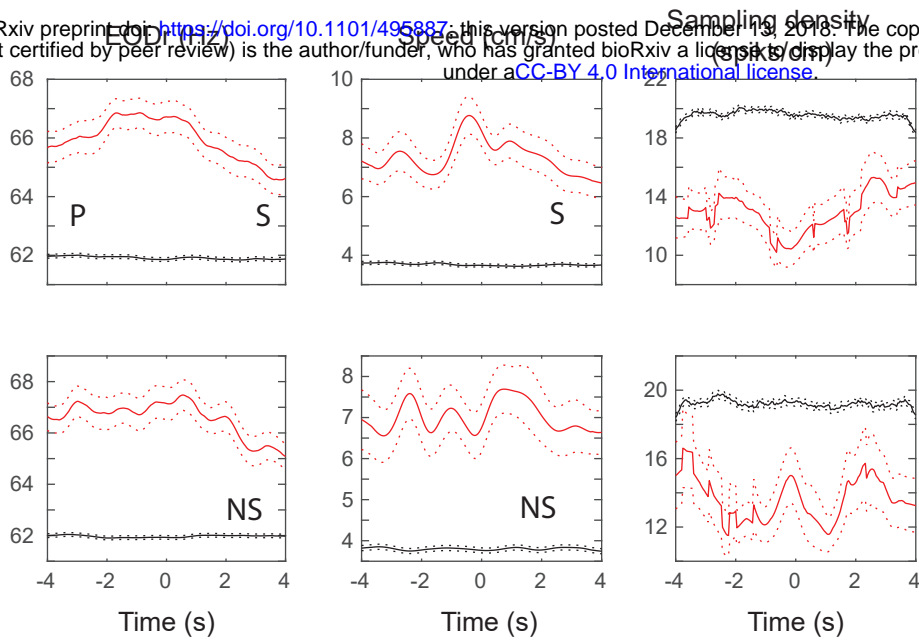 Sampling density
Rxiv preprint doi: https://doi.org/10.1101/495887; this version posted December 13, 2018. The cop
EODr (Hz)
Speed (cm/s)
(spiks/cm)
t certified by peer review) is the author/funder, who has granted bioRxiv a license to display the pr
under aCC-BY 4.0 International license.
68
66
64
62
P
S
10
8
6
4
S
22
18
14
10
68
66
64
62
NS
8
7
6
5
4
NS
20
16
12
-4 -2 0 2 4
-4 -2 0 2 4
-4 -2 0 2 4
Time (s)
Time (s)
Time (s)